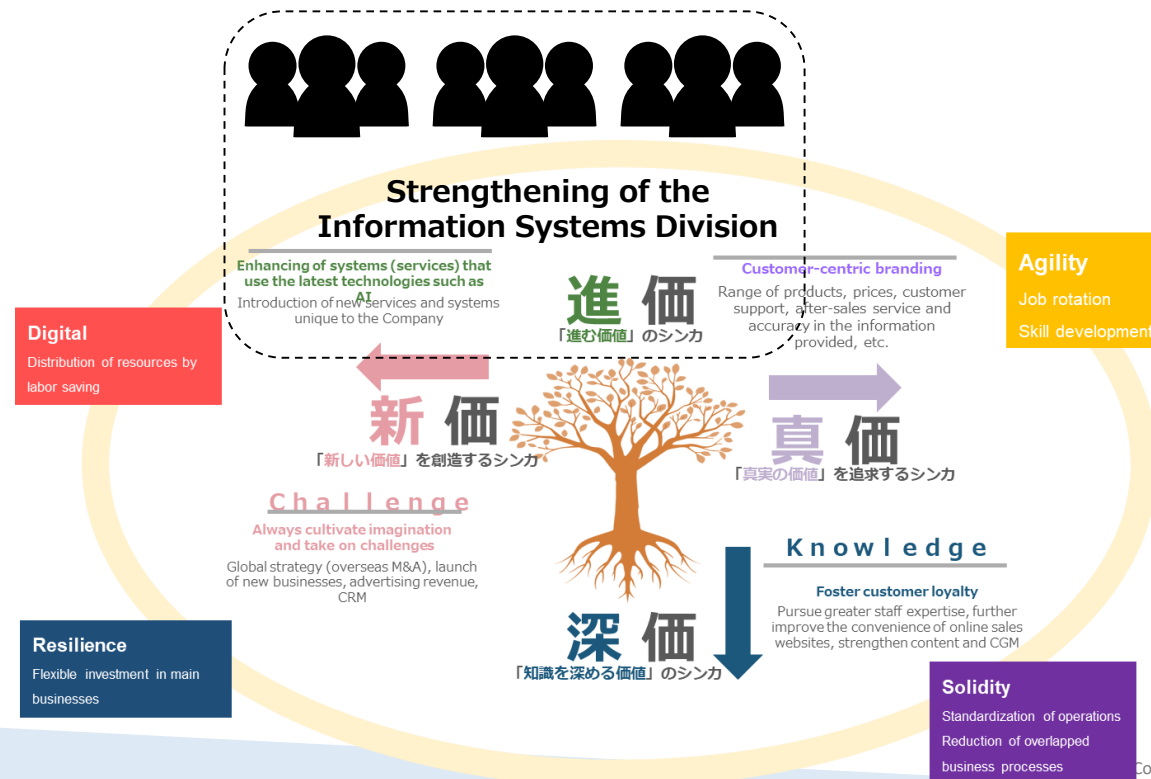 Strengthening of the
Information Systems Division
Enhancing of systems (services) that
use the latest technologies such as
AI
Introduction of new services and systems
unique to the Company
進 価
「進む価値」のシンカ
Customer-centric branding
Range of products, prices, customer
support, after-sales service and
accuracy in the information
provided, etc.
Agility
Job rotation
Skill development
Digital
Distribution of resources by
labor saving
新 価
「新しい価値」を創造するシンカ
真 価
「真実の価値」を追求するシンカ
Challenge
Always cultivate imagination
and take on challenges
Global strategy (overseas M&A), launch
of new businesses, advertising revenue,
CRM
Knowledge
Foster customer loyalty
Pursue greater staff expertise, further
improve the convenience of online sales
websites, strengthen content and CGM
深 価
「知識を深める価値」のシンカ
Resilience
Flexible investment in main
businesses
Solidity
Standardization of operations
Reduction of overlapped
business processes
Co